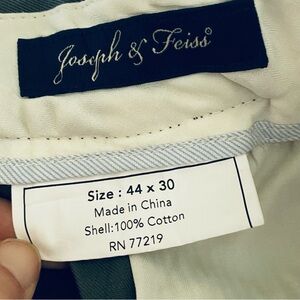 Joseph & Feiss
Size : 44 x 30
Made in China
Shell:100% Cotton
RN 77219